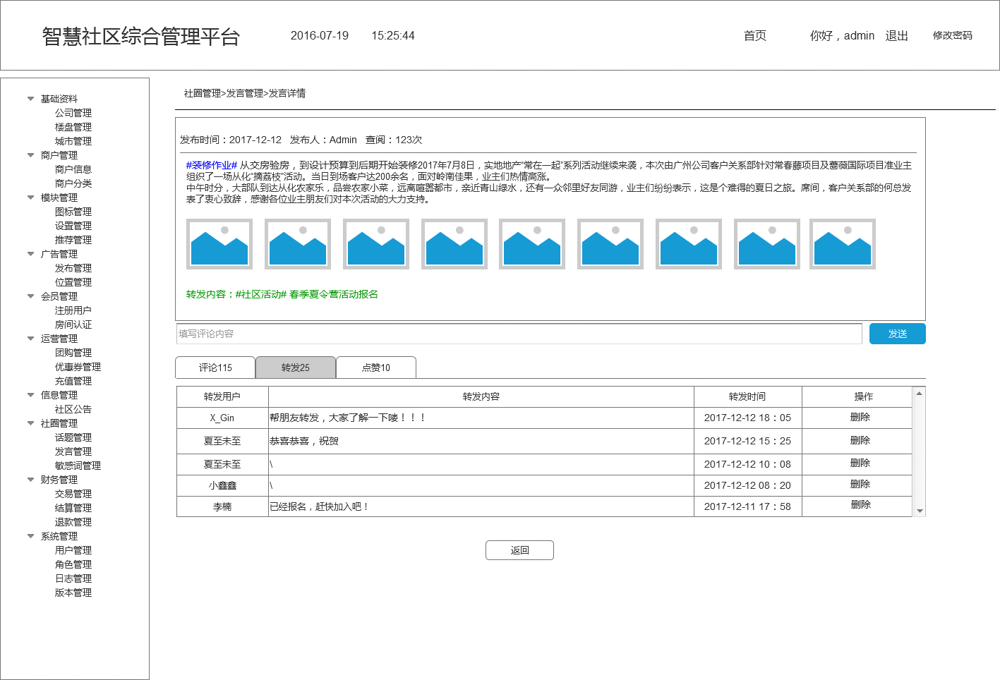 智慧社区综合管理平台 2016-07-19 15:25:44 首页 你好，admin 退出 修改密码
基础资料
公司管理
楼盘管理
城市管理
商户管理
商户信息
商户分类
模块管理
图标管理
设置管理
推荐管理
广告管理
发布管理
位置管理
会员管理
注册用户
房间认证
运营管理
团购管理
优惠券管理
充值管理
信息管理
社区公告
社圈管理
话题管理
发言管理
敏感词管理
财务管理
交易管理
结算管理
退款管理
系统管理
用户管理
角色管理
日志管理
版本管理
社圈管理>发言管理>发言详情
发布时间：2017-12-12 发布人：Admin 查阅：123次
#装修作业# 从交房验房，到设计预算到后期开始装修2017年7月8日，实地地产“常在一起”系列活动继续来袭，本次由广州公司客户关系部针对常春藤项目及蔷薇国际项目准业主
组织了一场从化“摘荔枝”活动。当日到场客户达200余名，面对岭南佳果，业主们热情高涨。
中午时分，大部队到达从化农家乐，品尝农家小菜，远离喧嚣都市，亲近青山绿水，还有一众邻里好友同游，业主们纷纷表示，这是个难得的夏日之旅。席间，客户关系部的何总发
表了衷心致辞，感谢各位业主朋友们对本次活动的大力支持。
转发内容：#社区活动# 春季夏令营活动报名
填写评论内容 发送
评论115 转发25 点赞10
转发用户 转发内容 转发时间 操作
X_Gin 帮朋友转发，大家了解一下喽！！！ 2017-12-12 18：05 删除
夏至未至 恭喜恭喜，祝贺 2017-12-12 15：25 删除
夏至未至 \ 2017-12-12 10：08 删除
小鑫鑫 \ 2017-12-12 08：20 删除
李楠 已经报名，赶快加入吧！ 2017-12-11 17：58 删除
返回